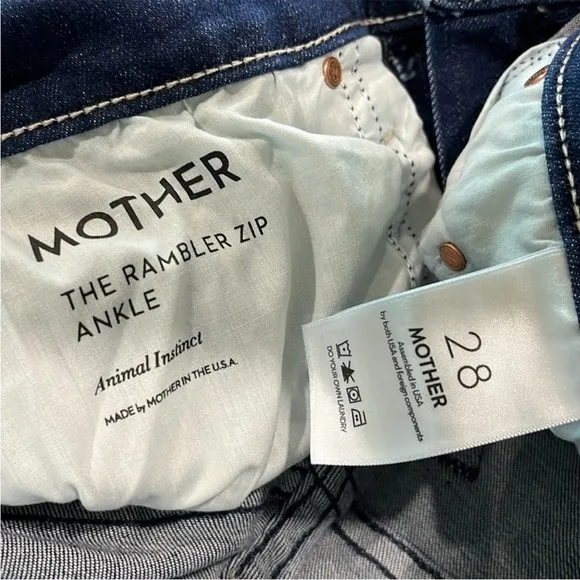 MOTHER
THE RAMBLER ZIP
ANKLE
Animal Instinct
MADE by MOTHER IN THE U.S.A.
28
MOTHER
Assembled in USA
by both USA and foreign components
DO YOUR OWN LAUNDRY